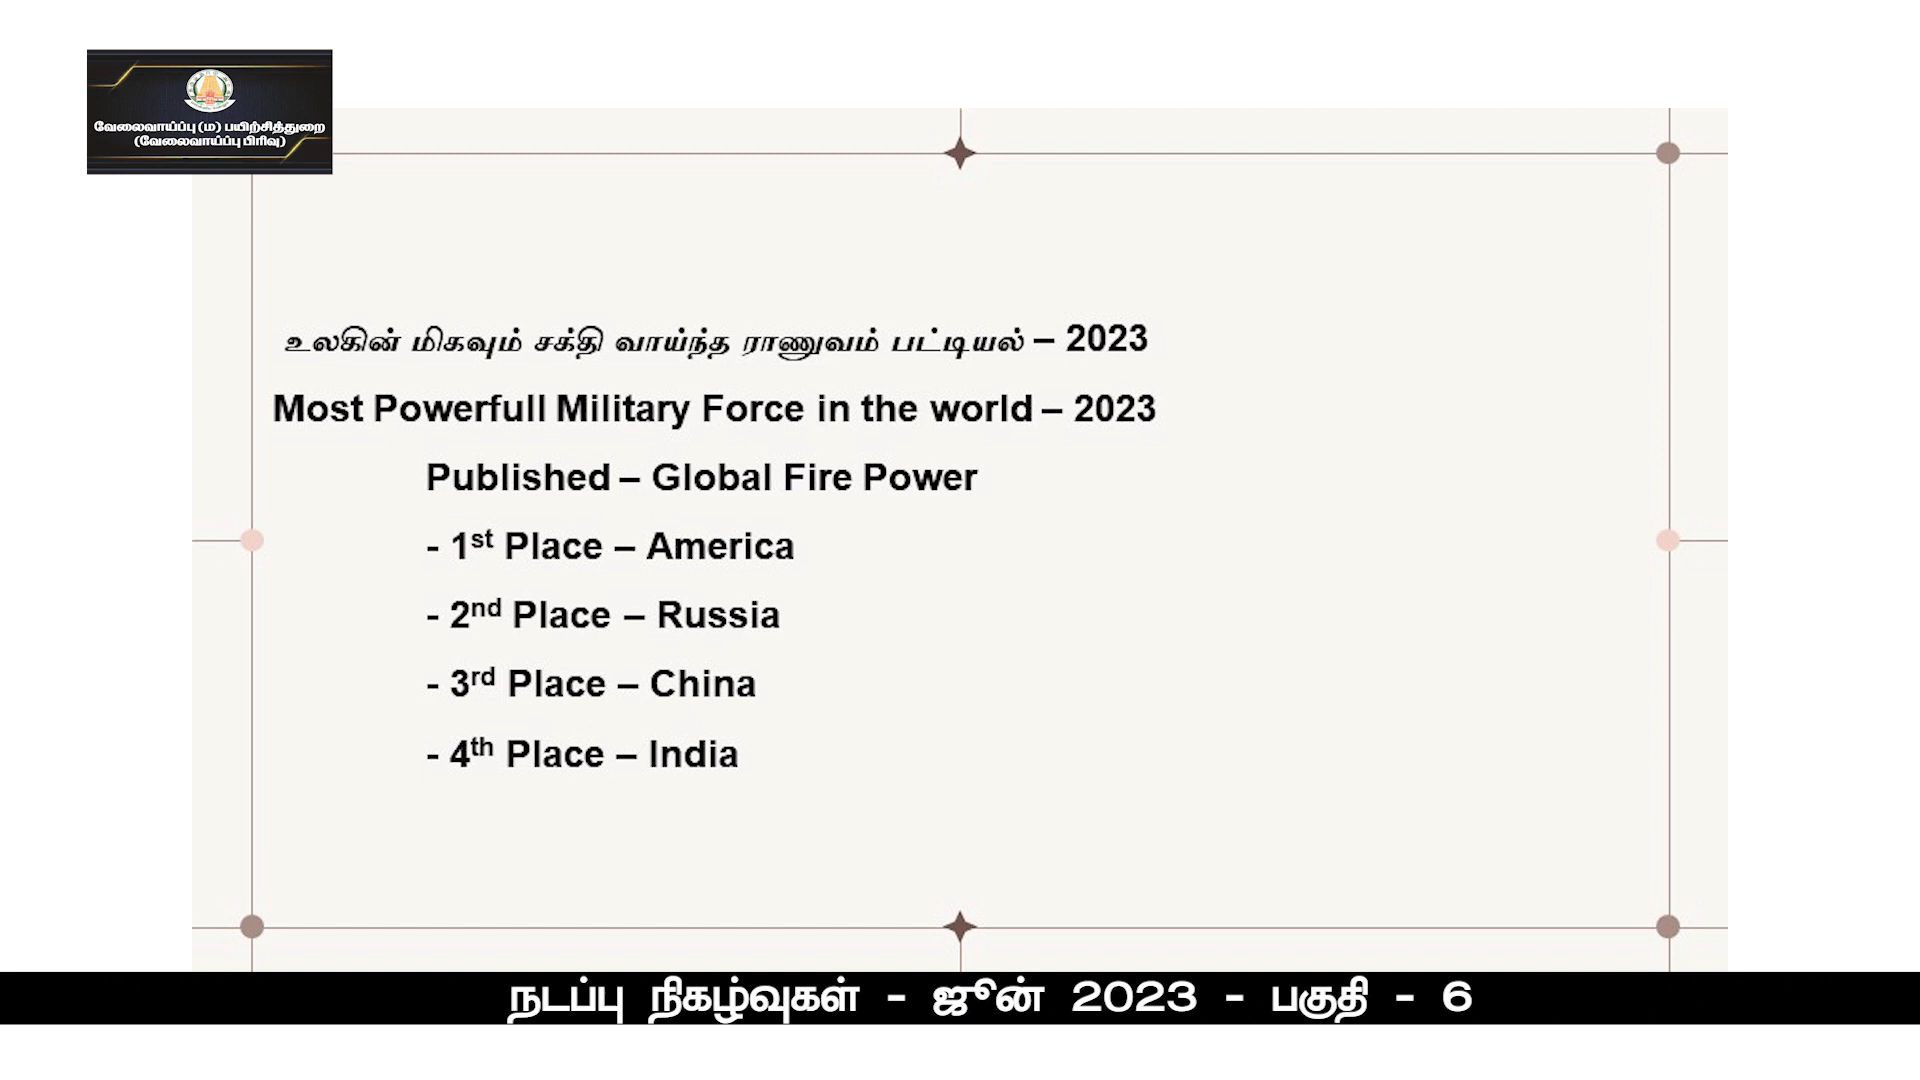 வேலைவாய்ப்பு (ம) பயிற்சித்துறை
(வேலைவாய்ப்பு பிரிவு)
உலகின் மிகவும் சக்தி வாய்ந்த ராணுவம் பட்டியல் – 2023
Most Powerfull Military Force in the world – 2023
Published – Global Fire Power
- 1st Place – America
- 2nd Place – Russia
- 3rd Place – China
- 4th Place – India
நடப்பு நிகழ்வுகள் - ஜூன் 2023 - பகுதி - 6